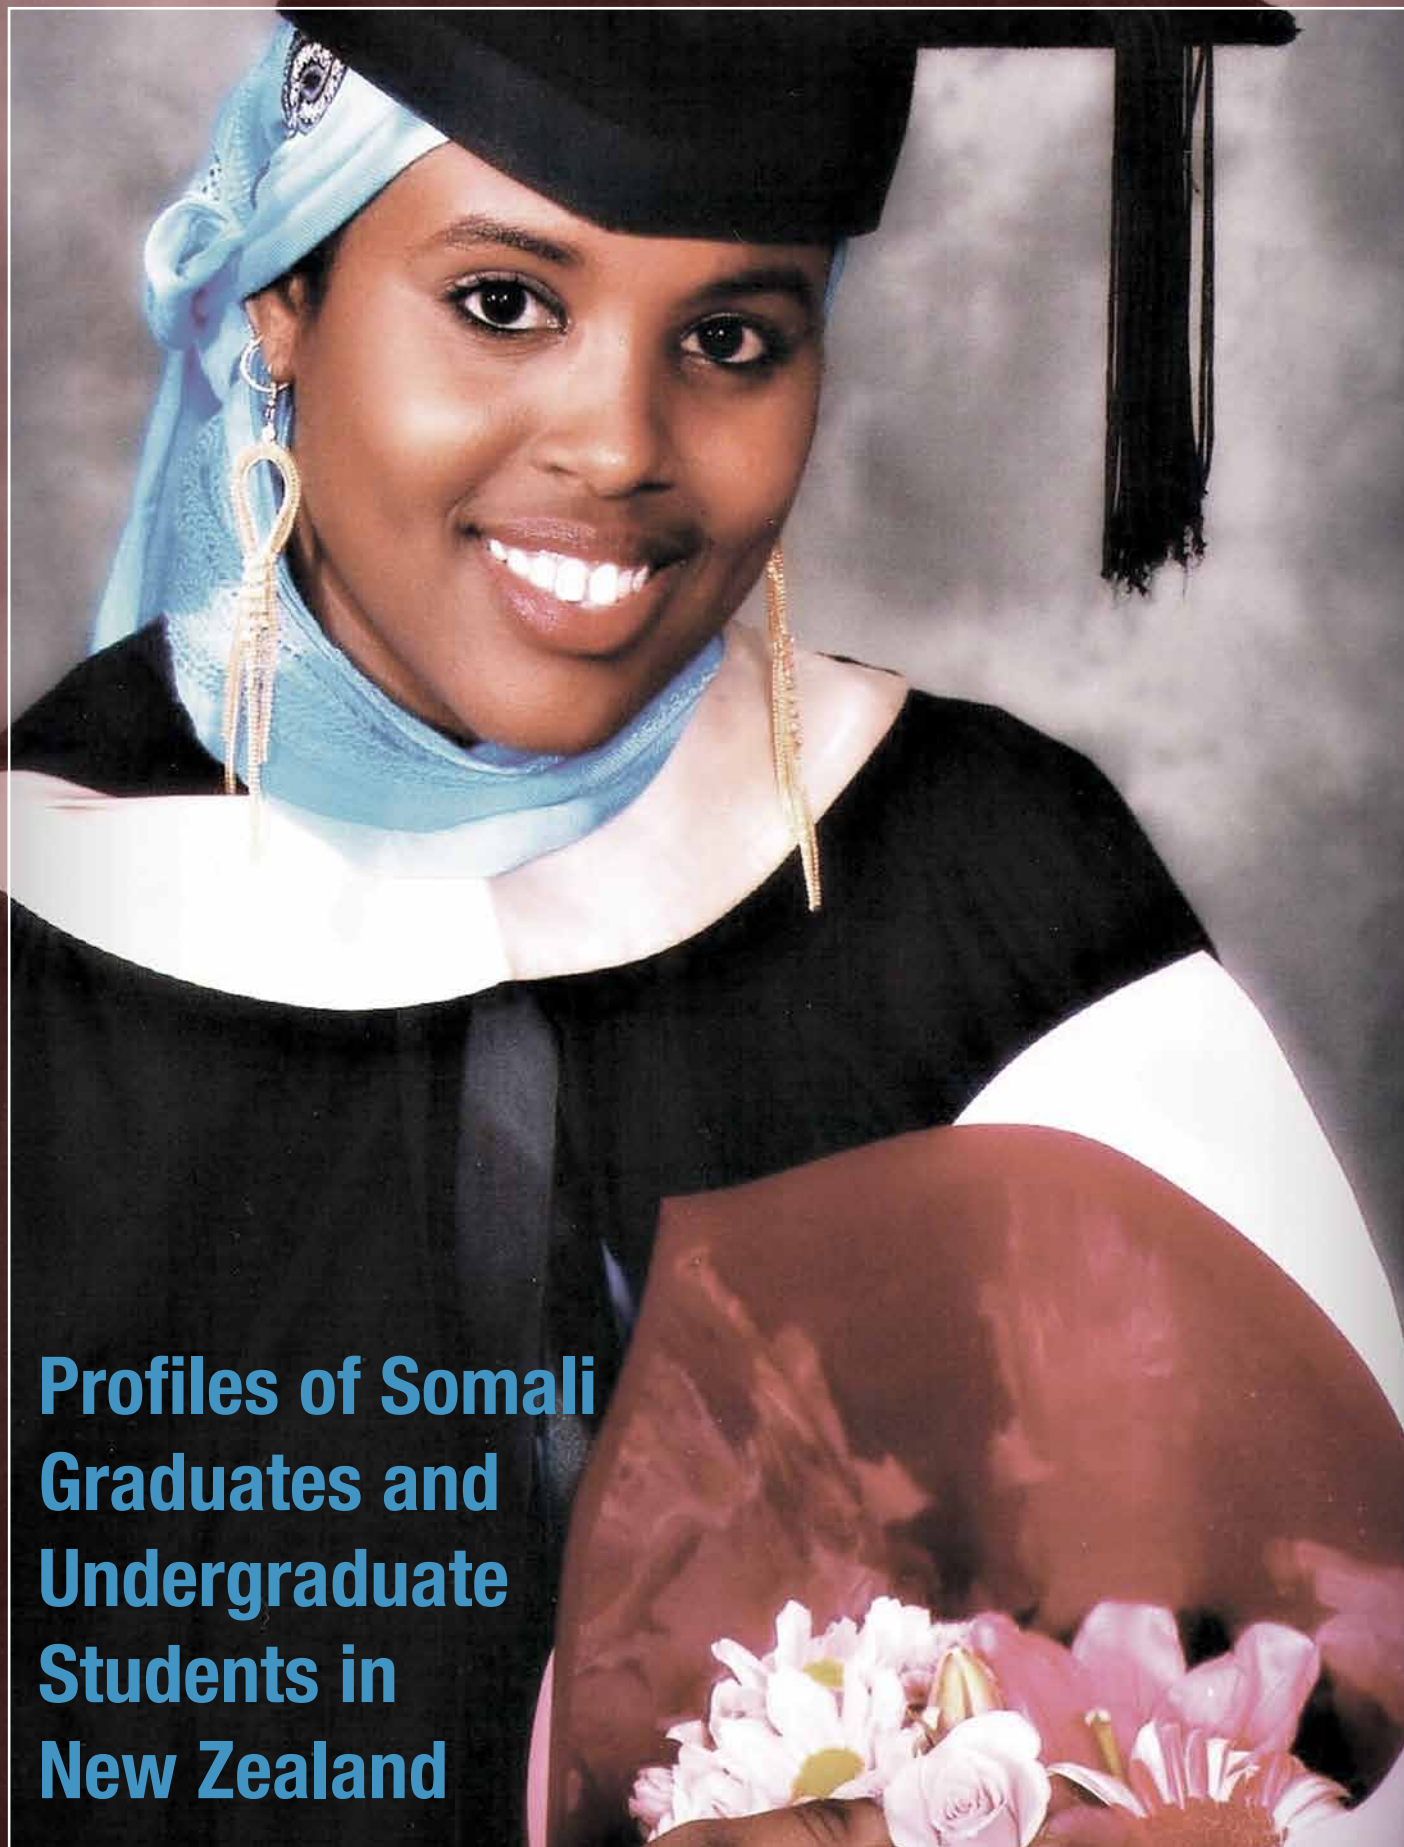 Profiles of Somali
Graduates and
Undergraduate
Students in
New Zealand